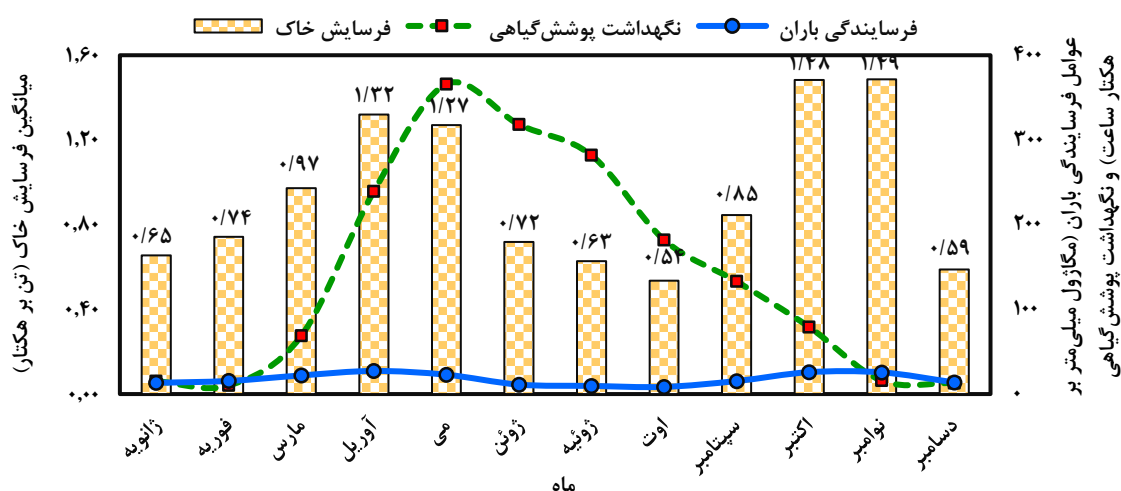 فرسایش خاک نگهداشت پوشش‌گیاهی فرسایندگی باران
میانگین فرسایش خاک (تن بر هکتار)
۱٫۶۰
۱٫۲۰
۰٫۸۰
۰٫۴۰
۰٫۰۰
۰/۶۵
۰/۷۴
۰/۹۷
۱/۳۲
۱/۲۷
۰/۷۲
۰/۶۳
۰/۵۴
۰/۸۵
۱/۴۸
۱/۴۹
۰/۵۹
۴۰۰
۳۰۰
۲۰۰
۱۰۰
۰
عوامل فرسایندگی باران (مگاژول میلی‌متر بر
هکتار ساعت) و نگهداشت پوشش‌گیاهی
ژانویه
فوریه
مارس
آوریل
می
ژوئن
ژوئیه
اوت
سپتامبر
اکتبر
نوامبر
دسامبر
ماه